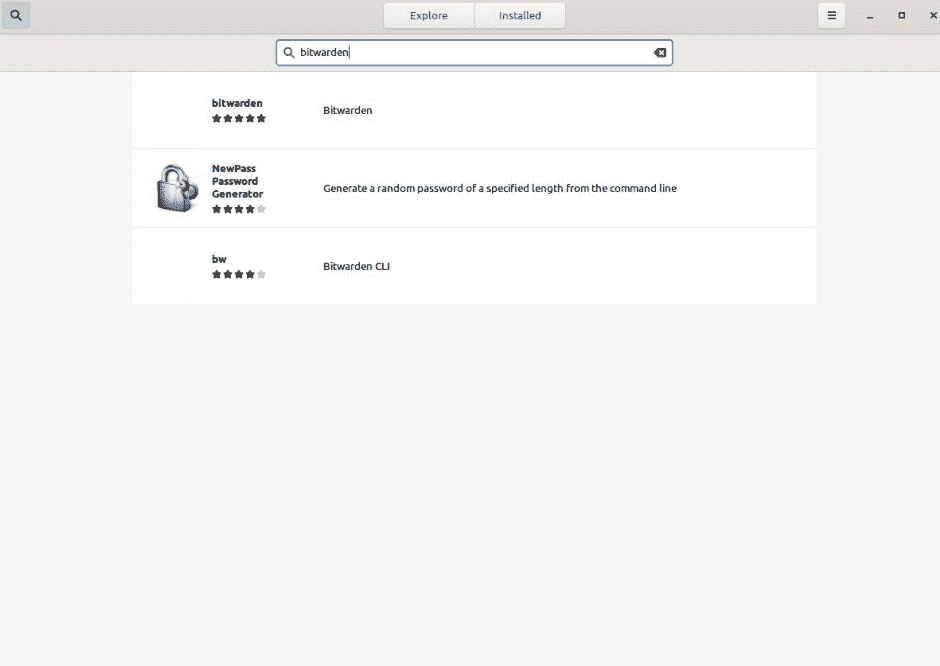 Explore Installed
bitwarden
bitwarden
Bitwarden
NewPass
Password
Generator
Generate a random password of a specified length from the command line
bw
Bitwarden CLI